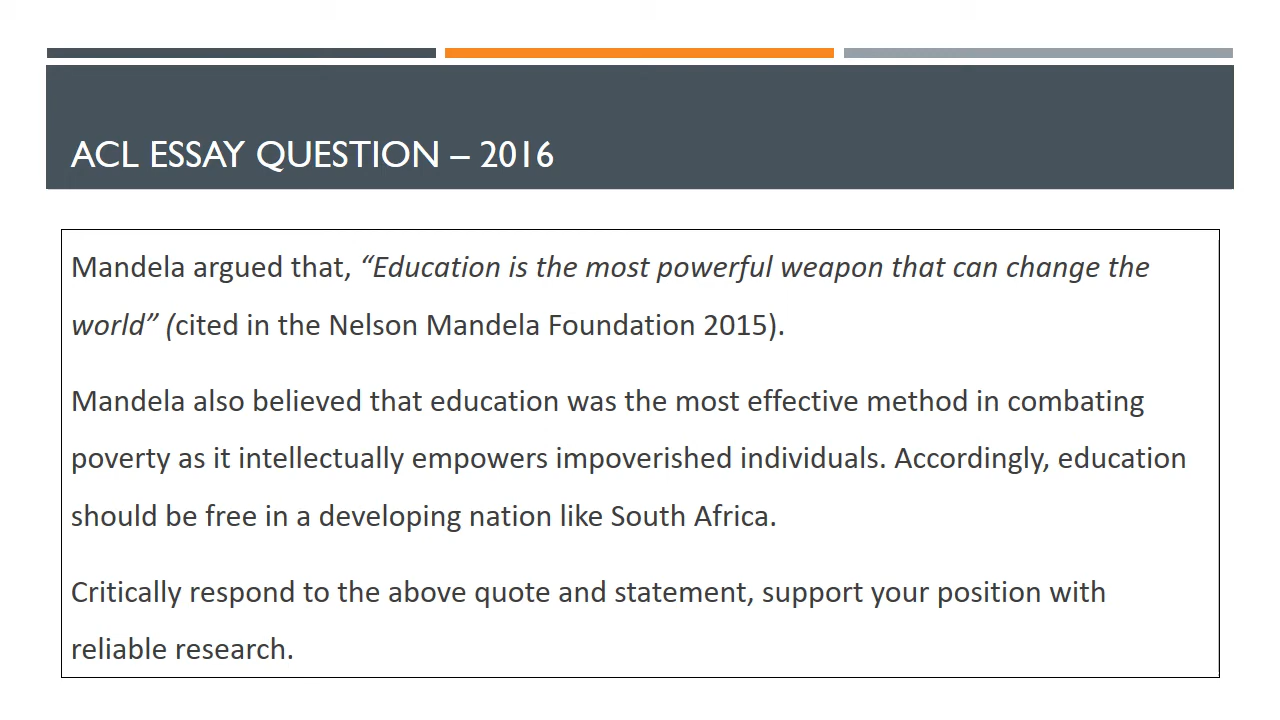 ACL ESSAY QUESTION – 2016
Mandela argued that, “Education is the most powerful weapon that can change the
world” (cited in the Nelson Mandela Foundation 2015).
Mandela also believed that education was the most effective method in combating
poverty as it intellectually empowers impoverished individuals. Accordingly, education
should be free in a developing nation like South Africa.
Critically respond to the above quote and statement, support your position with
reliable research.